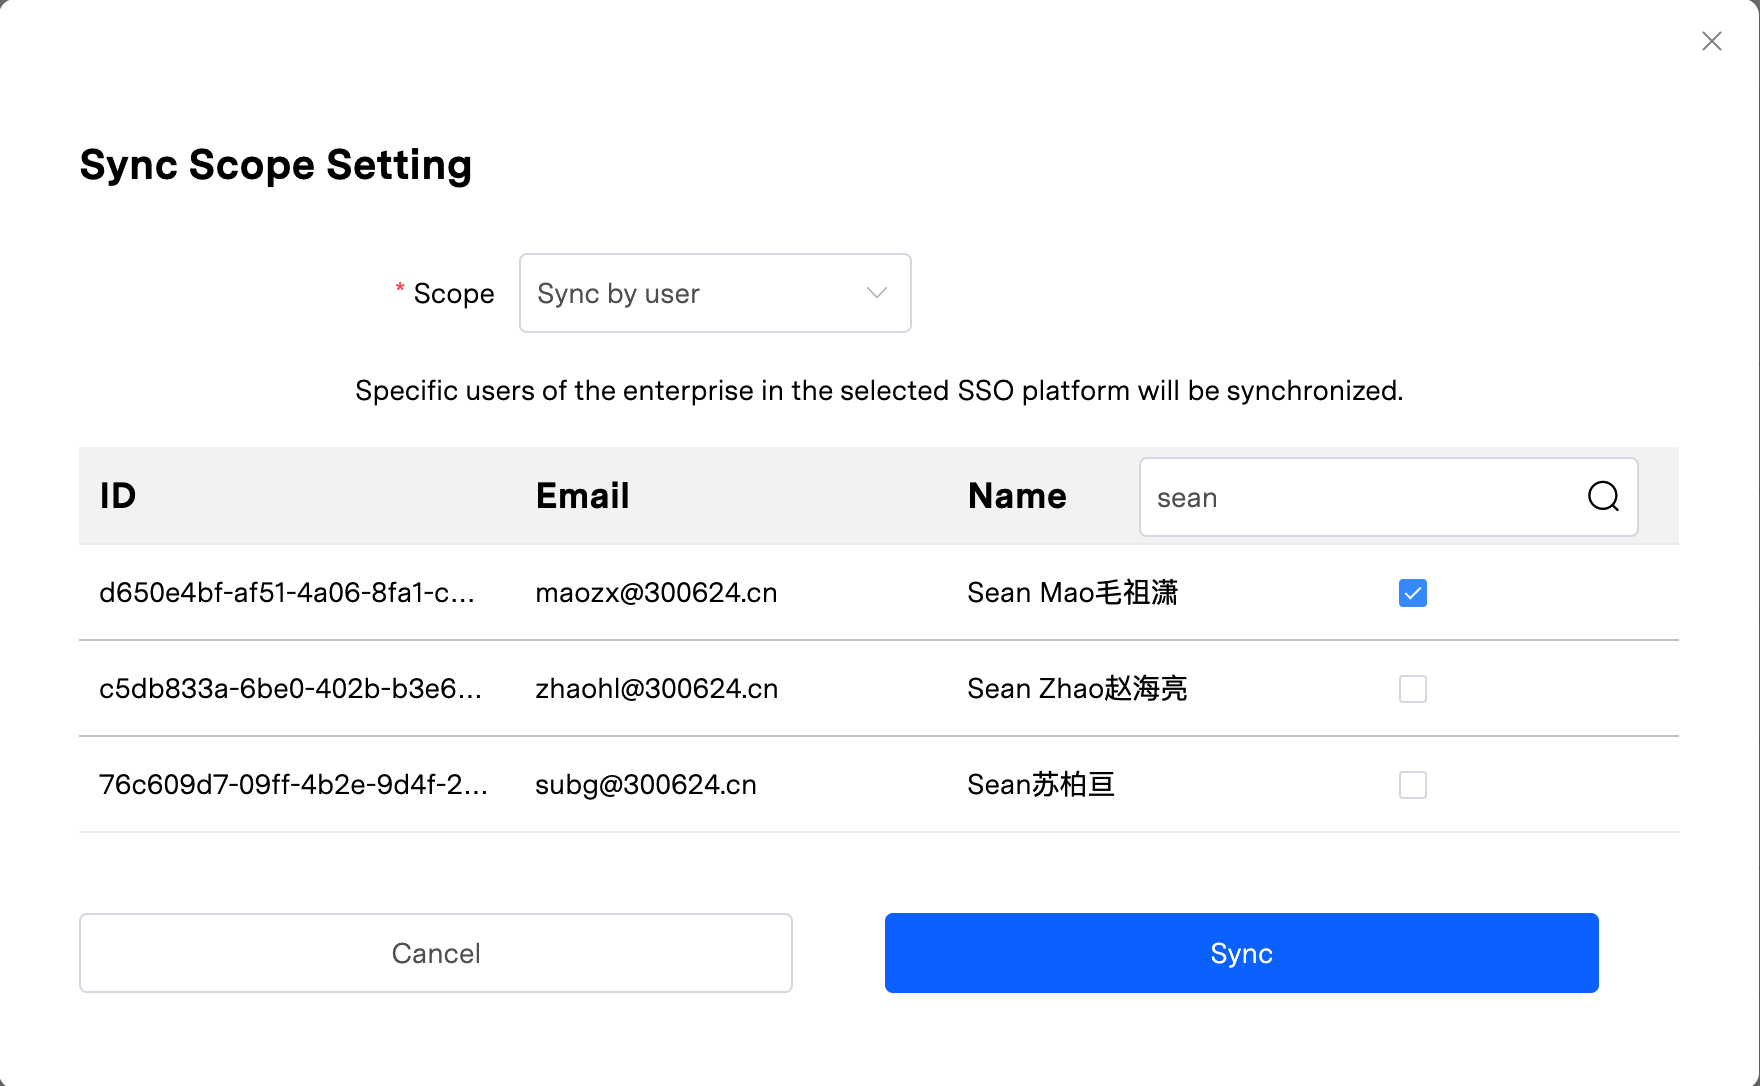 Sync Scope Setting
* Scope Sync by user
Specific users of the enterprise in the selected SSO platform will be synchronized.
ID Email Name sean
d650e4bf-af51-4a06-8fa1-c... maozx@300624.cn Sean Mao毛祖潇
c5db833a-6be0-402b-b3e6... zhaohl@300624.cn Sean Zhao赵海亮
76c609d7-09ff-4b2e-9d4f-2... subg@300624.cn Sean苏柏亘
Cancel Sync